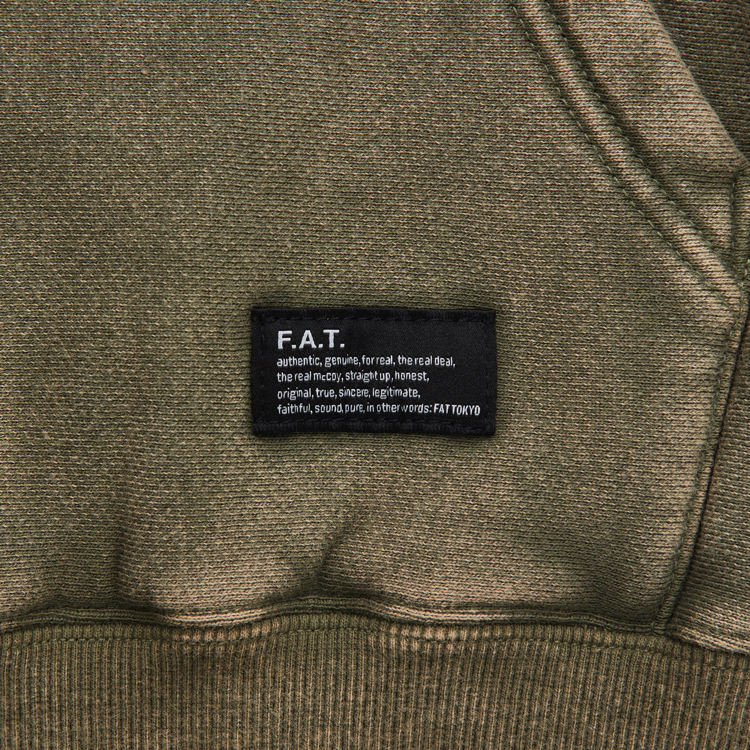 F.A.T.
authentic, genuine, for real, the real deal,
the real mccoy, straight up, honest,
original, true, sincere, legitimate,
faithful, sound, pure, in other words: FAT TOKYO